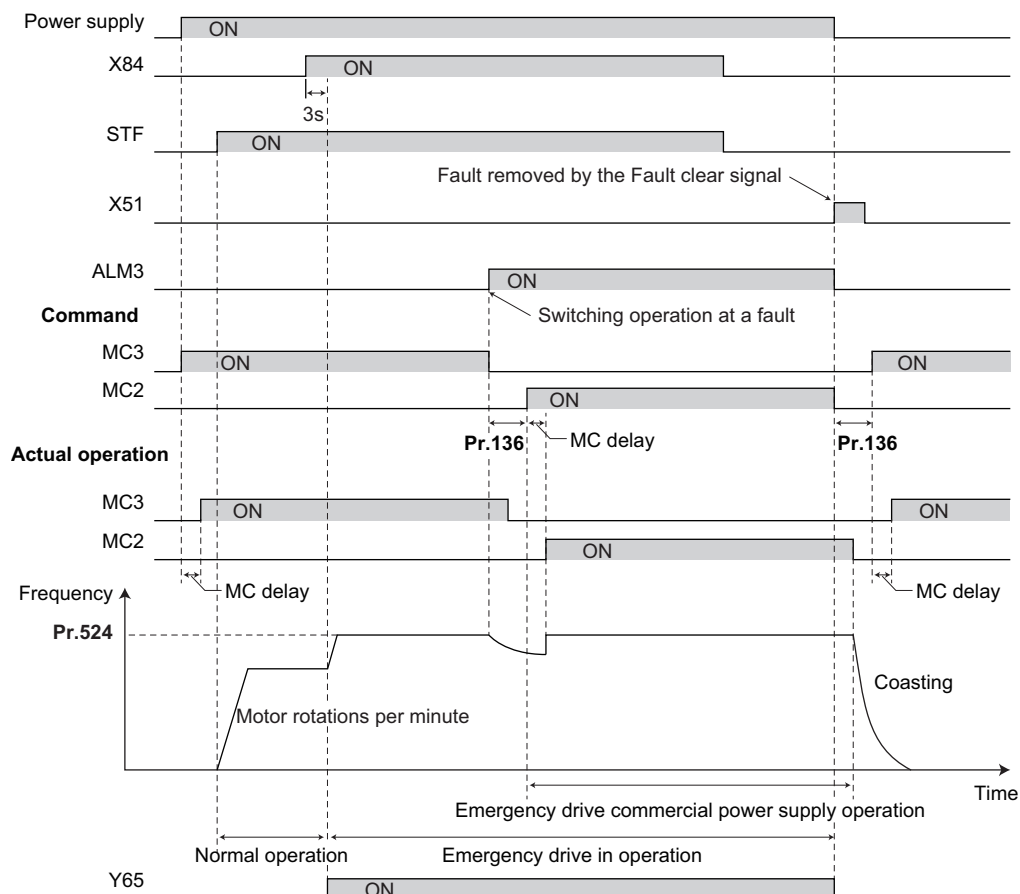 Power supply
ON
X84
ON
3s
STF
ON
Fault removed by the Fault clear signal
X51
ALM3
ON
Command
Switching operation at a fault
MC3
ON
ON
MC2
ON
Pr.136
MC delay
Pr.136
Actual operation
MC3
ON
ON
MC2
ON
MC delay
MC delay
Frequency
Pr.524
Coasting
Motor rotations per minute
Time
Emergency drive commercial power supply operation
Normal operation
Emergency drive in operation
Y65
ON